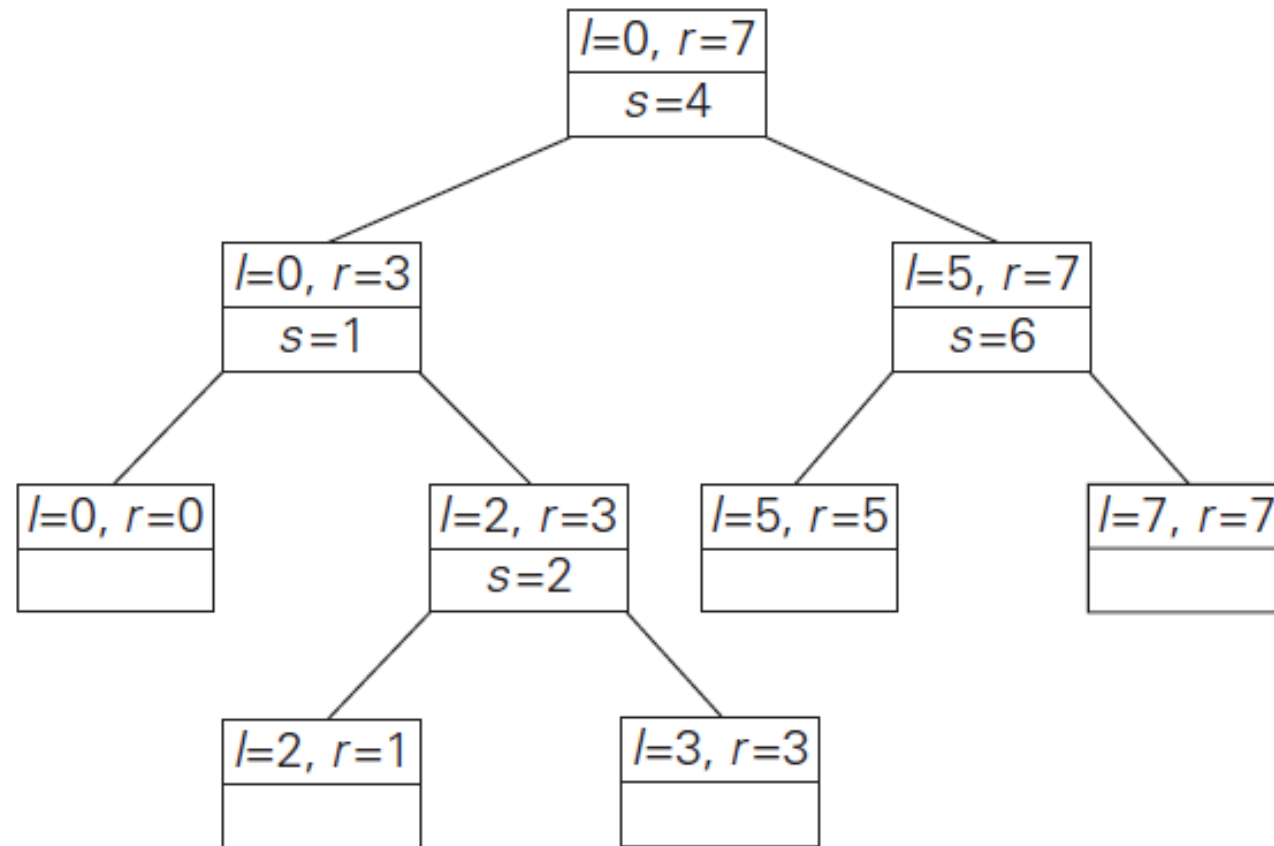 l=0, r=7
s=4
l=0, r=3
l=5, r=7
s=1
s=6
l=0, r=0
l=2, r=3
l=5, r=5
l=7, r=7
s=2
l=2, r=1
l=3, r=3